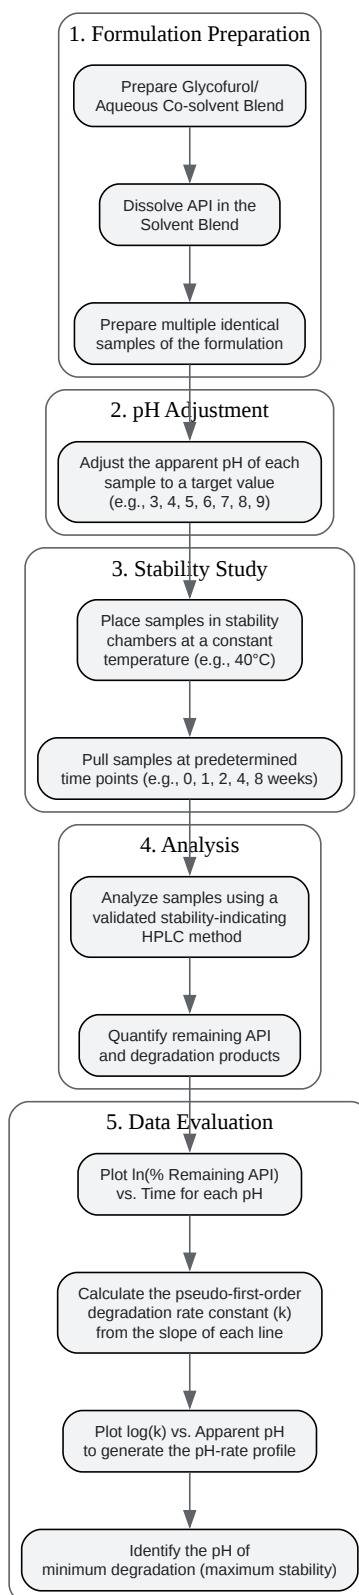 1. Formulation Preparation
Prepare Glycofurol/
Aqueous Co-solvent Blend
Dissolve API in the
Solvent Blend
Prepare multiple identical
samples of the formulation
2. pH Adjustment
Adjust the apparent pH of each
sample to a target value
(e.g., 3, 4, 5, 6, 7, 8, 9)
3. Stability Study
Place samples in stability
chambers at a constant
temperature (e.g., 40°C)
Pull samples at predetermined
time points (e.g., 0, 1, 2, 4, 8 weeks)
4. Analysis
Analyze samples using a
validated stability-indicating
HPLC method
Quantify remaining API
and degradation products
5. Data Evaluation
Plot ln(% Remaining API)
vs. Time for each pH
Calculate the pseudo-first-order
degradation rate constant (k)
from the slope of each line
Plot log(k) vs. Apparent pH
to generate the pH-rate profile
Identify the pH of
minimum degradation (maximum stability)